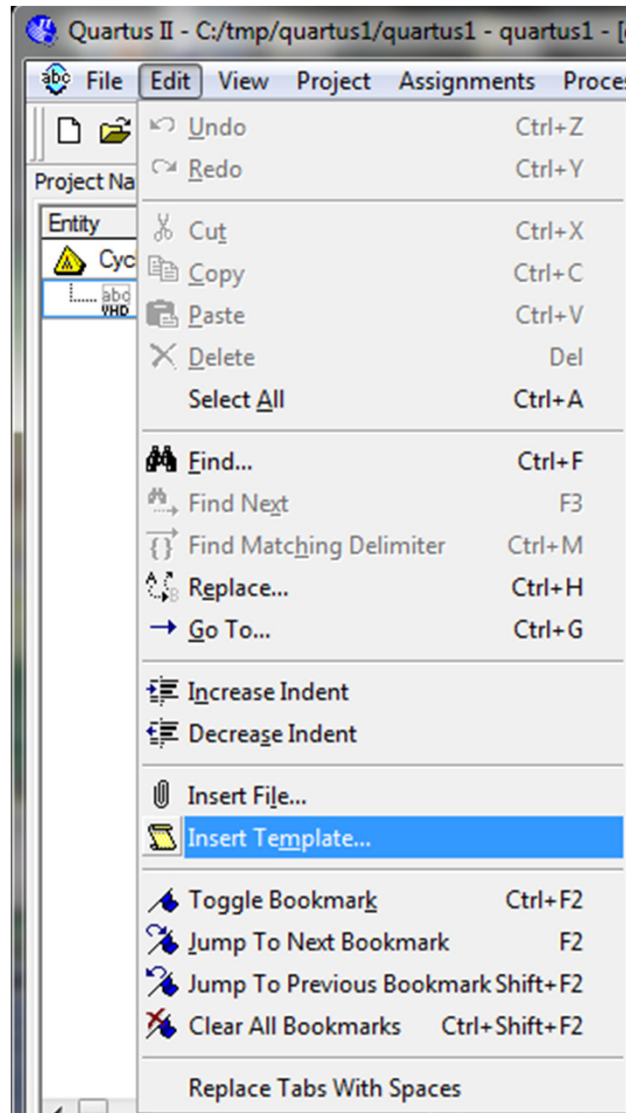 Quartus II - C:/tmp/quartus1/quartus1 - quartus1 - [
abc File Edit View Project Assignments Proce
Undo Ctrl+Z
Project Na
Redo Ctrl+Y
Entity
Cut Ctrl+X
Cyc
Copy Ctrl+C
abc
VHD
Paste Ctrl+V
Delete Del
Select All Ctrl+A
Find... Ctrl+F
Find Next F3
{} Find Matching Delimiter Ctrl+M
Replace... Ctrl+H
Go To... Ctrl+G
Increase Indent
Decrease Indent
Insert File...
Insert Template...
Toggle Bookmark Ctrl+F2
Jump To Next Bookmark F2
Jump To Previous Bookmark Shift+F2
Clear All Bookmarks Ctrl+Shift+F2
Replace Tabs With Spaces